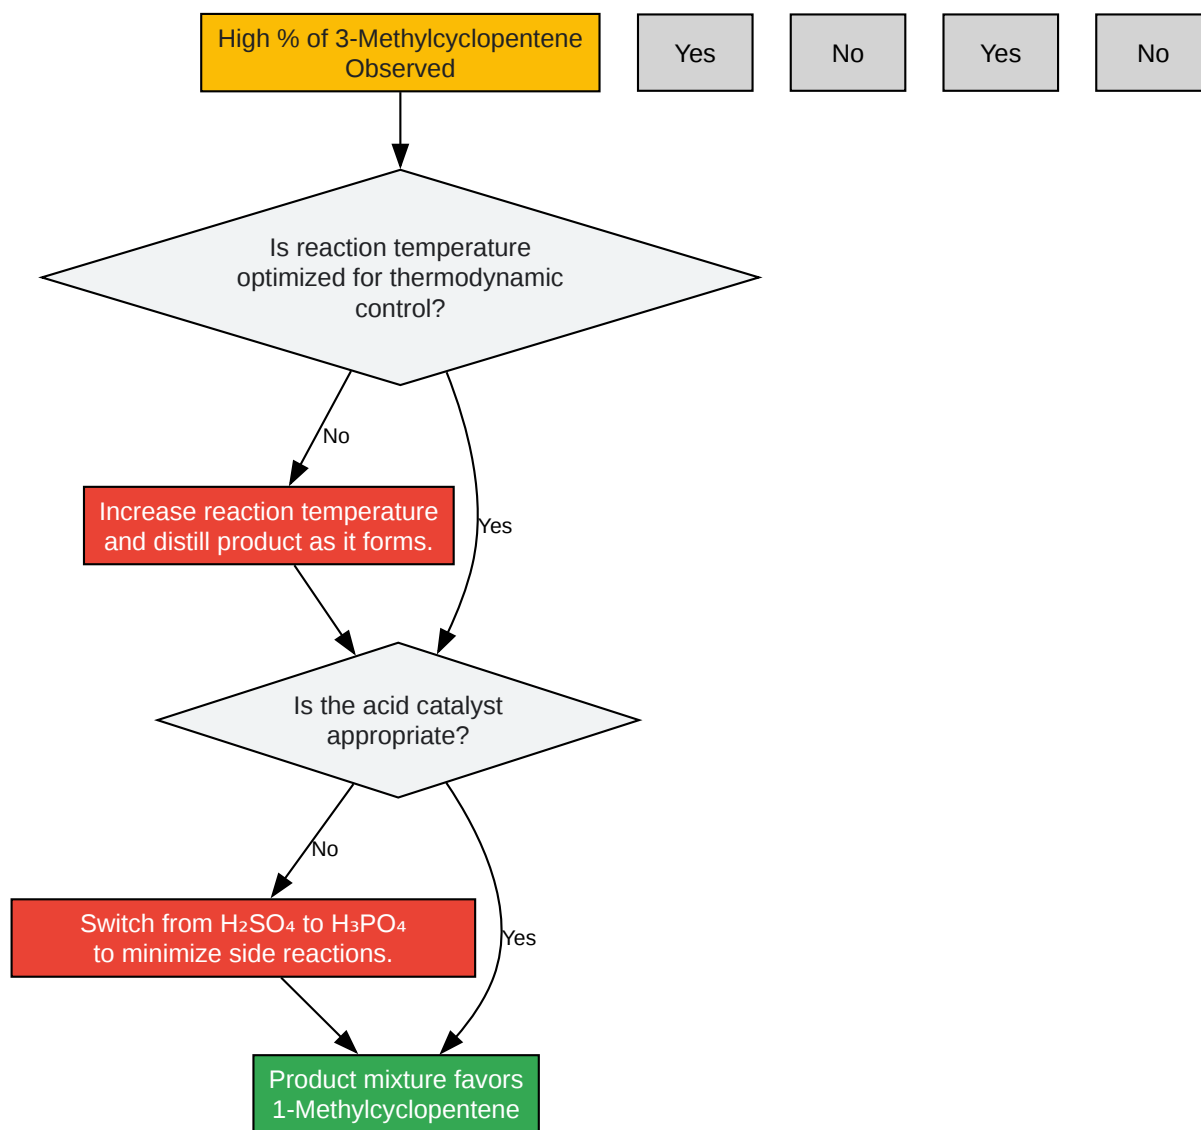 High % of 3-Methylcyclopentene
Observed
Yes
No
Yes
No
Is reaction temperature
optimized for thermodynamic
control?
No
Increase reaction temperature
and distill product as it forms.
Yes
Is the acid catalyst
appropriate?
No
Switch from H₂SO₄ to H₃PO₄
to minimize side reactions.
Yes
Product mixture favors
1-Methylcyclopentene